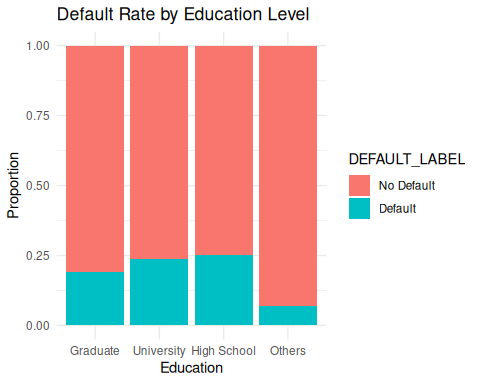 Default Rate by Education Level
1.00
0.75
0.50
0.25
0.00
Proportion
Graduate University High School Others
Education
DEFAULT_LABEL
No Default
Default